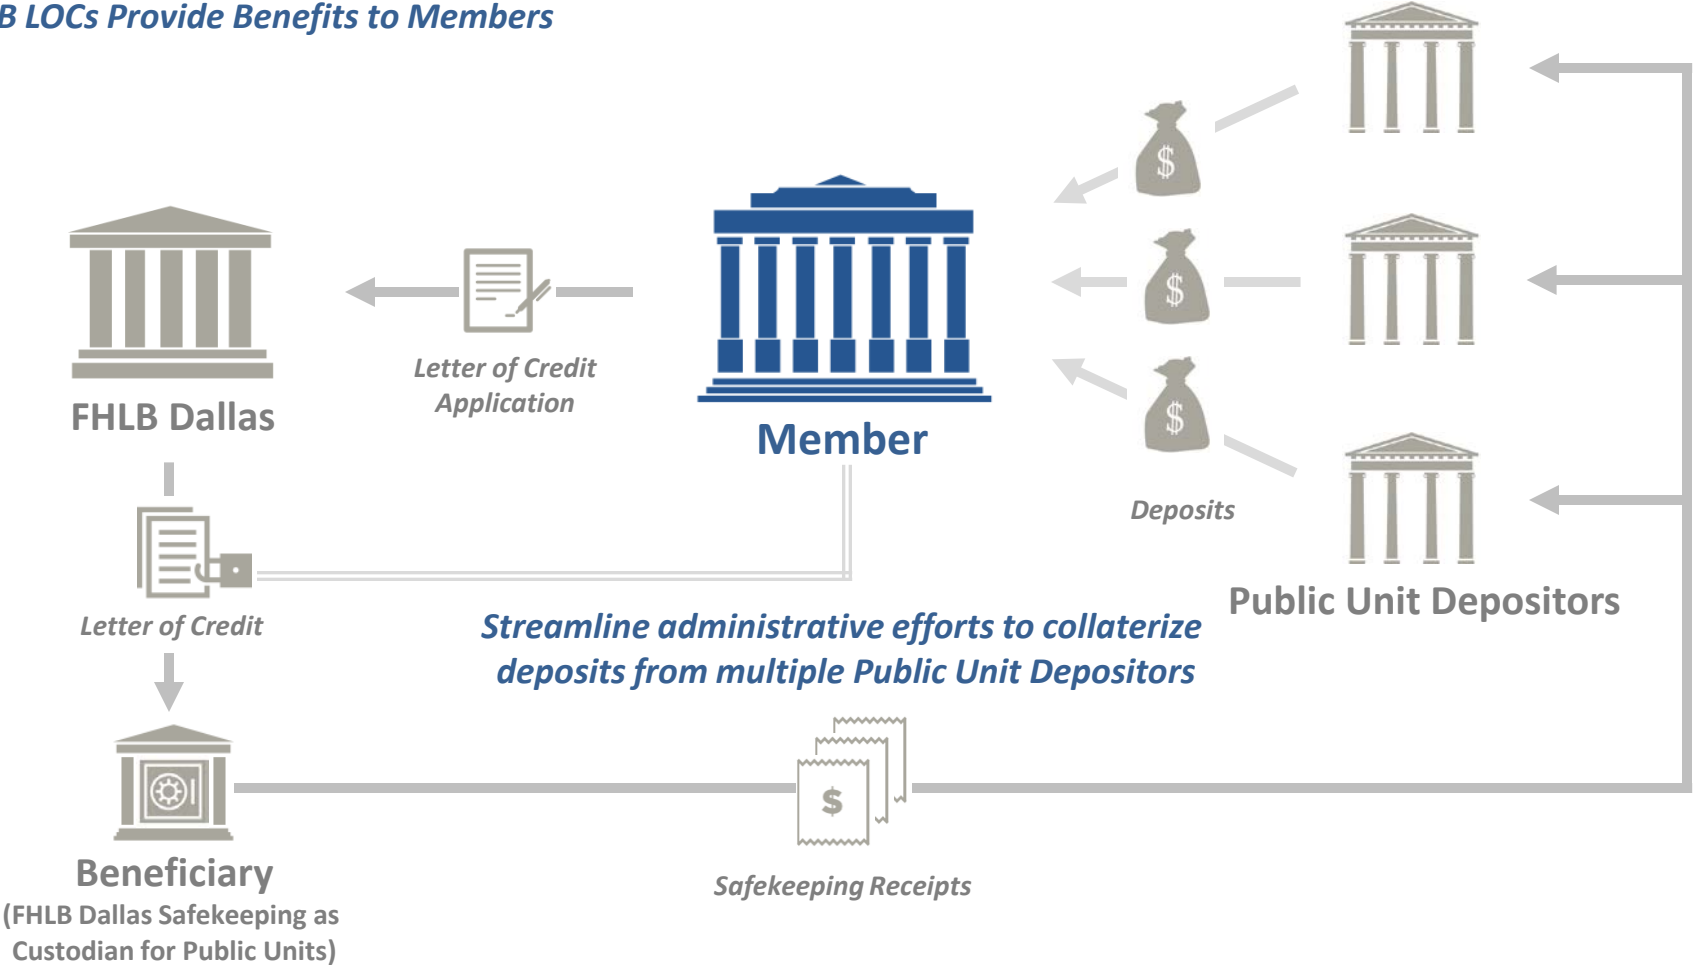 B LOCs Provide Benefits to Members
$
$
$
Letter of Credit
Application
FHLB Dallas
Member
Deposits
Public Unit Depositors
Letter of Credit
Streamline administrative efforts to collaterize
deposits from multiple Public Unit Depositors
$
Beneficiary
(FHLB Dallas Safekeeping as
Custodian for Public Units)
Safekeeping Receipts